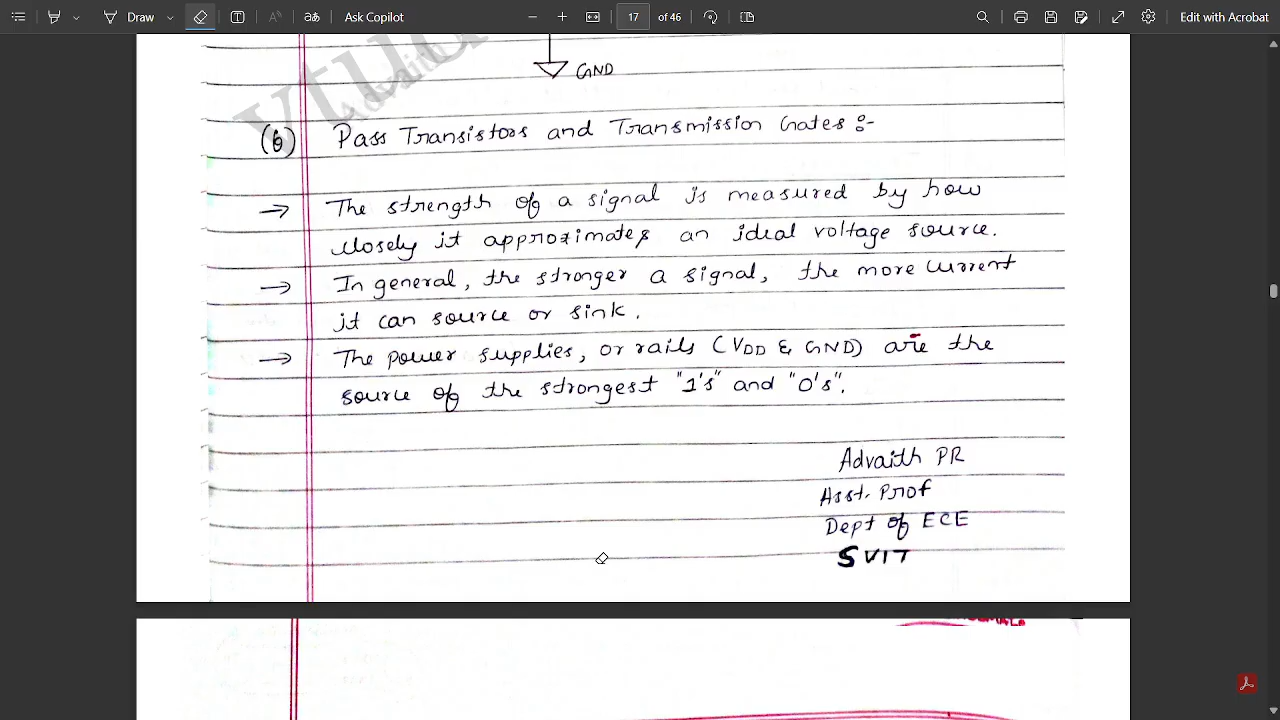 Draw
Ask Copilot
17 of 46
GND
(6) Pass Transistors and Transmission Gates :-
→ The strength of a signal is measured by how
closely it approximates an ideal voltage source.
→ In general, the stronger a signal, the more current
it can source or sink.
→ The power supplies, or rails (VDD & GND) are the
source of the strongest "1's" and "0's".
Advaith PR
Asst. Prof
Dept of ECE
SVIT